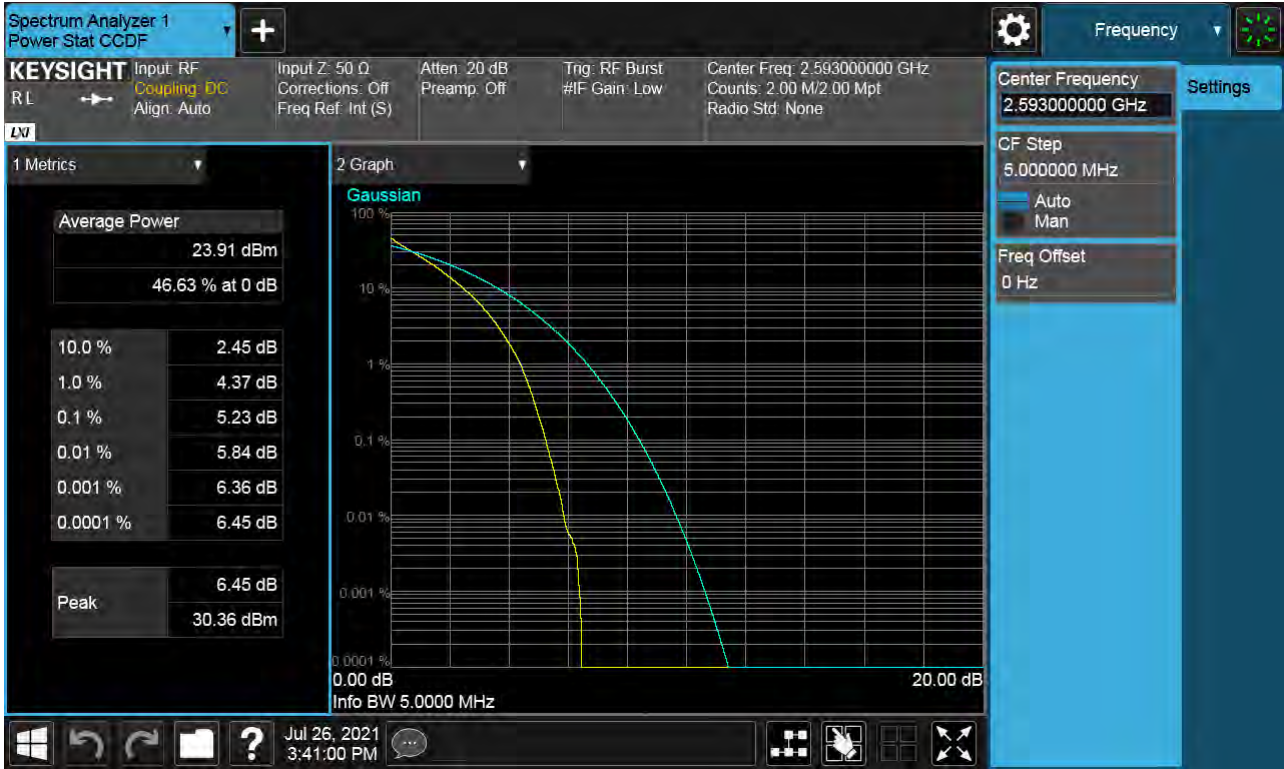 Spectrum Analyzer 1
Power Stat CCDF
Frequency
KEYSIGHT
RL
LXI
Input: RF
Coupling: DC
Align: Auto
Input Z: 50 Ω
Corrections: Off
Freq Ref: Int (S)
Atten: 20 dB
Preamp: Off
Trig: RF Burst
#IF Gain: Low
Center Freq: 2.593000000 GHz
Counts: 2.00 M/2.00 Mpt
Radio Std: None
Center Frequency
2.593000000 GHz
Settings
CF Step
5.000000 MHz
Auto
Man
Freq Offset
0 Hz
1 Metrics
Average Power
23.91 dBm
46.63 % at 0 dB
10.0 % 2.45 dB
1.0 % 4.37 dB
0.1 % 5.23 dB
0.01 % 5.84 dB
0.001 % 6.36 dB
0.0001 % 6.45 dB
Peak
6.45 dB
30.36 dBm
2 Graph
Gaussian
100 %
10 %
1 %
0.1 %
0.01 %
0.001 %
0.0001 %
0.00 dB 20.00 dB
Info BW 5.0000 MHz
Jul 26, 2021
3:41:00 PM